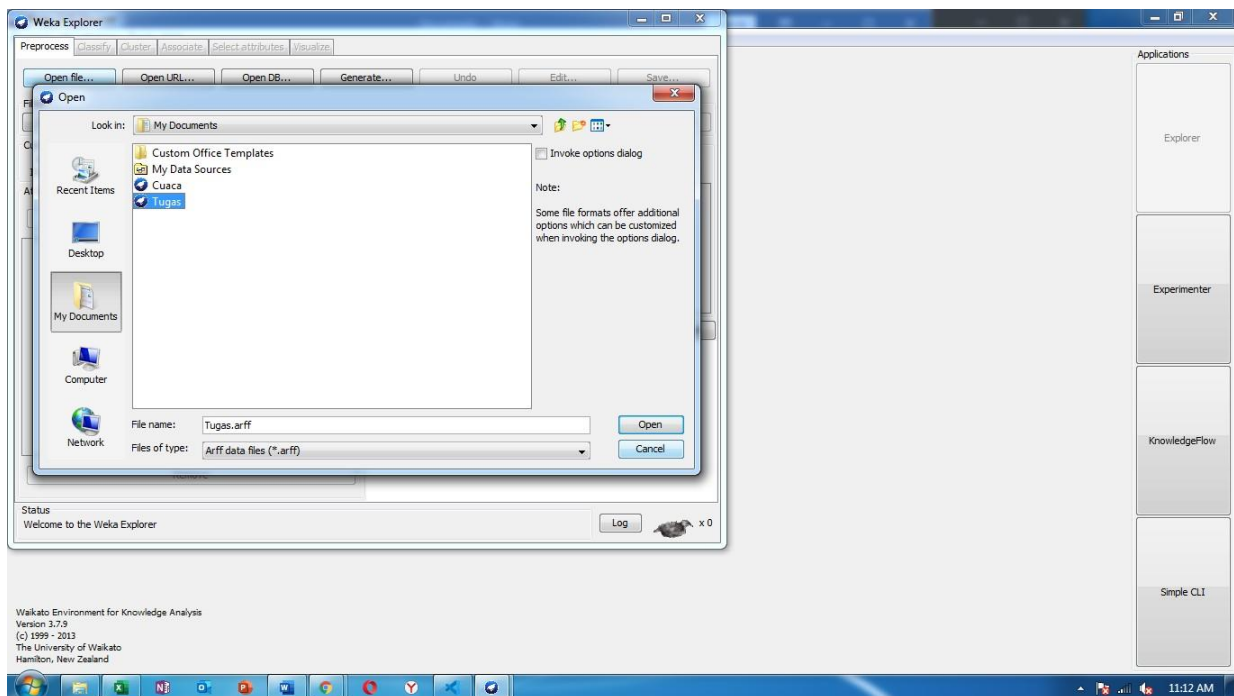 Weka Explorer
Preprocess Classify Cluster Associate Select attributes Visualize
Open file... Open URL... Open DB... Generate... Undo Edit... Save...
Open
Look in: My Documents
Recent Items
Desktop
My Documents
Computer
Network
Custom Office Templates
My Data Sources
Cuaca
Tugas
Invoke options dialog
Note:
Some file formats offer additional
options which can be customized
when invoking the options dialog.
File name: Tugas.arff
Files of type: Arff data files (*.arff)
Open
Cancel
Remove
Status
Welcome to the Weka Explorer
Log
x 0
Applications
Explorer
Experimenter
KnowledgeFlow
Simple CLI
Waikato Environment for Knowledge Analysis
Version 3.7.9
(c) 1999 - 2013
The University of Waikato
Hamilton, New Zealand
11:12 AM